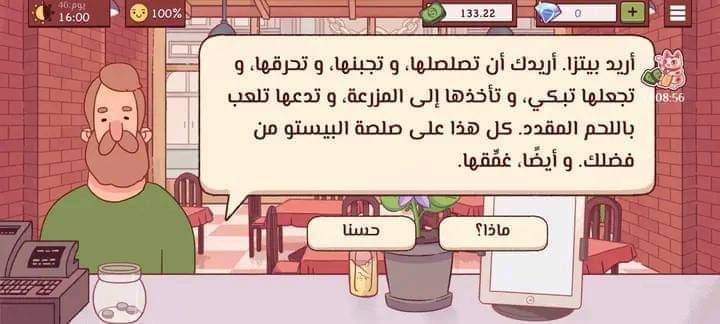 يوم .40
16:00
100%
133.22
0
+
08:56
أريد بيتزا. أريدك أن تصلصلها، و تجبنها، و تحرقها، و
تجعلها تبكي، و تأخذها إلى المزرعة، و تدعها تلعب
باللحم المقدد. كل هذا على صلصة البيستو من
فضلك. و أيضًا، غمِّقها.
ماذا؟
حسنا